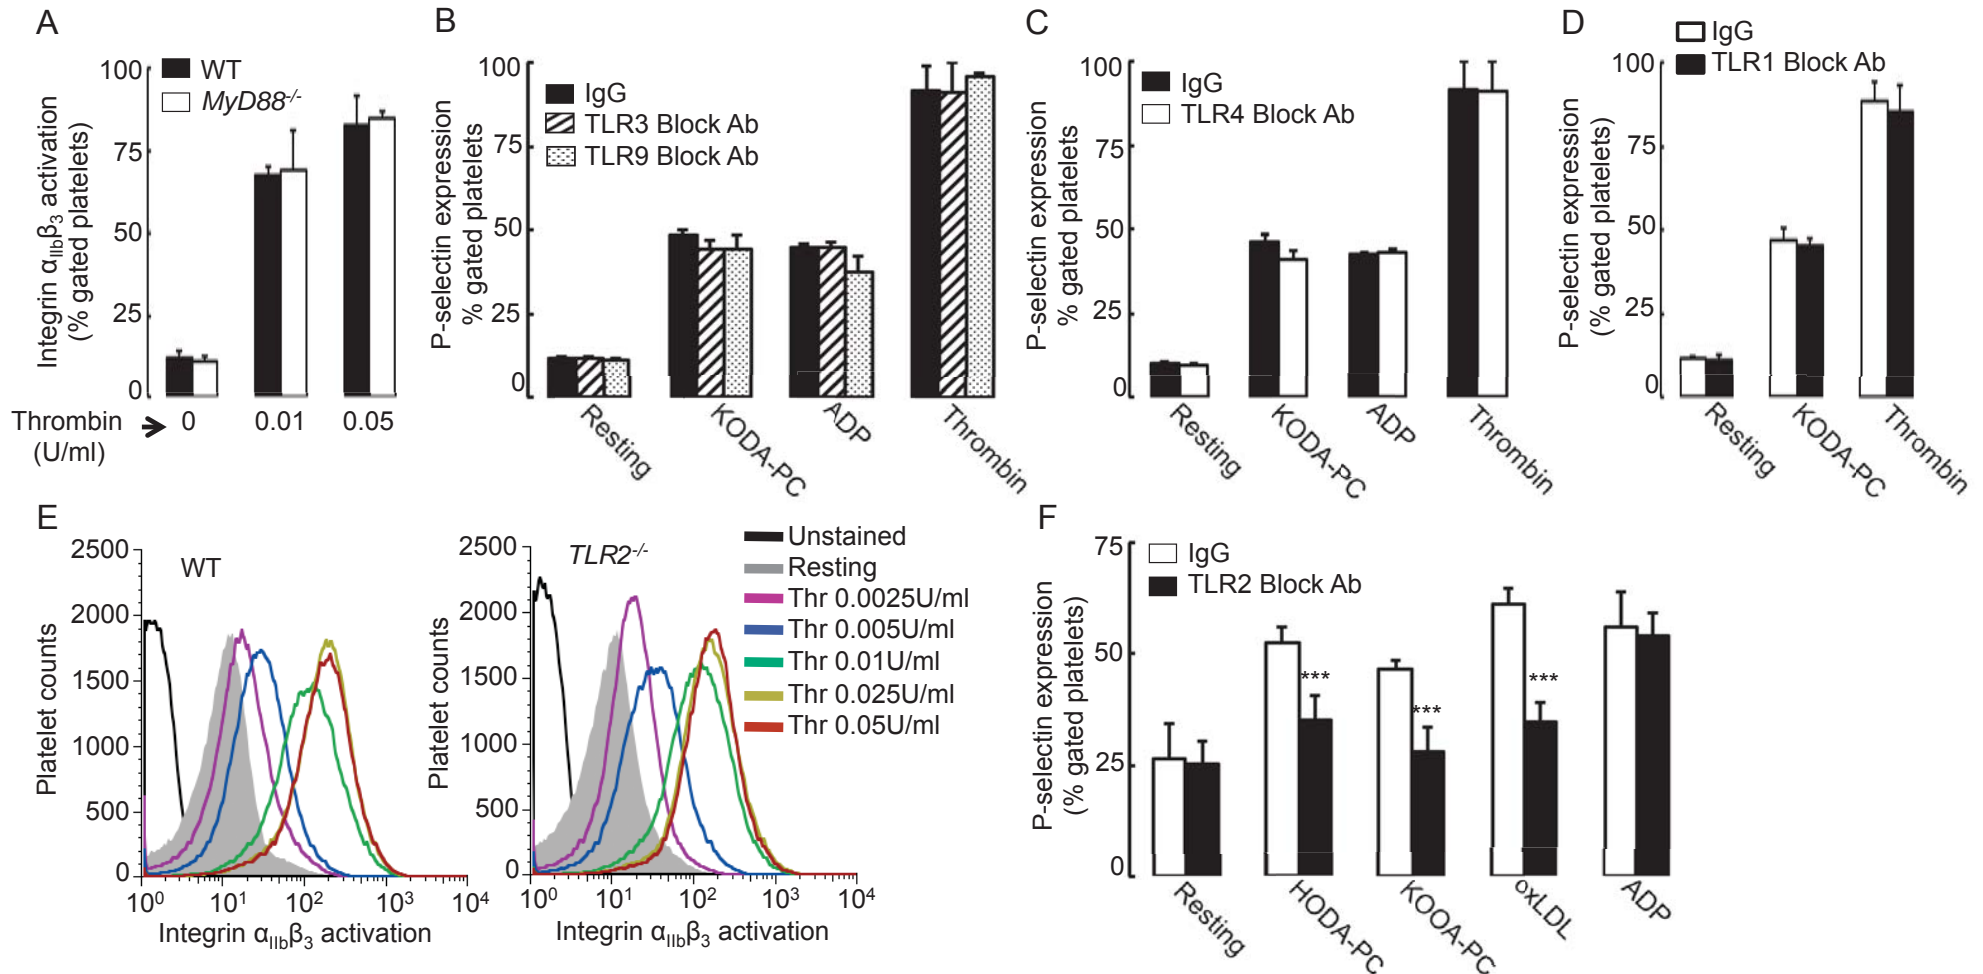 A
WT
MyD88-/-
Integrin αIIbβ3 activation
(% gated platelets)
100
75
50
25
0
Thrombin
(U/ml)
0
0.01
0.05
B
IgG
TLR3 Block Ab
TLR9 Block Ab
P-selectin expression
% gated platelets
100
75
50
25
0
Resting
KODA-PC
ADP
Thrombin
C
IgG
TLR4 Block Ab
P-selectin expression
% gated platelets
100
75
50
25
0
Resting
KODA-PC
ADP
Thrombin
D
IgG
TLR1 Block Ab
P-selectin expression
(% gated platelets)
100
75
50
25
0
Resting
KODA-PC
Thrombin
E
WT
Platelet counts
2500
2000
1500
1000
500
0
10^0 10^1 10^2 10^3 10^4
Integrin αIIbβ3 activation
TLR2-/-
Platelet counts
2500
2000
1500
1000
500
0
10^0 10^1 10^2 10^3 10^4
Integrin αIIbβ3 activation
Unstained
Resting
Thr 0.0025U/ml
Thr 0.005U/ml
Thr 0.01U/ml
Thr 0.025U/ml
Thr 0.05U/ml
F
IgG
TLR2 Block Ab
P-selectin expression
(% gated platelets)
75
50
25
0
***
***
***
Resting
HODA-PC
KOOA-PC
oxLDL
ADP